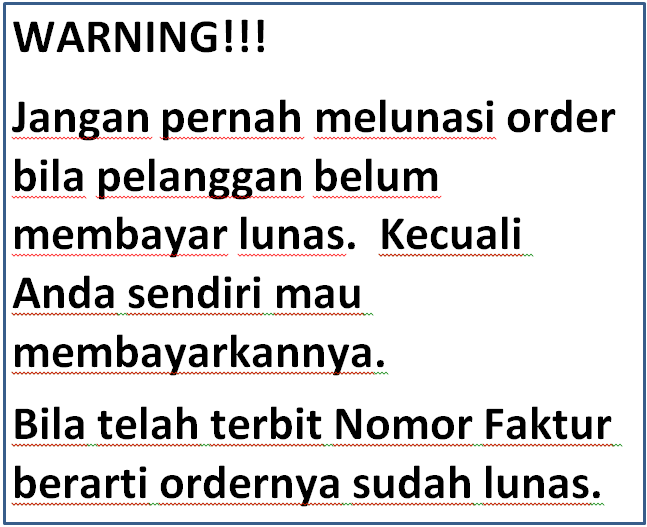 WARNING!!!
Jangan pernah melunasi order
bila pelanggan belum
membayar lunas.  Kecuali
Anda sendiri mau
membayarkannya.
Bila telah terbit Nomor Faktur
berarti ordernya sudah lunas.